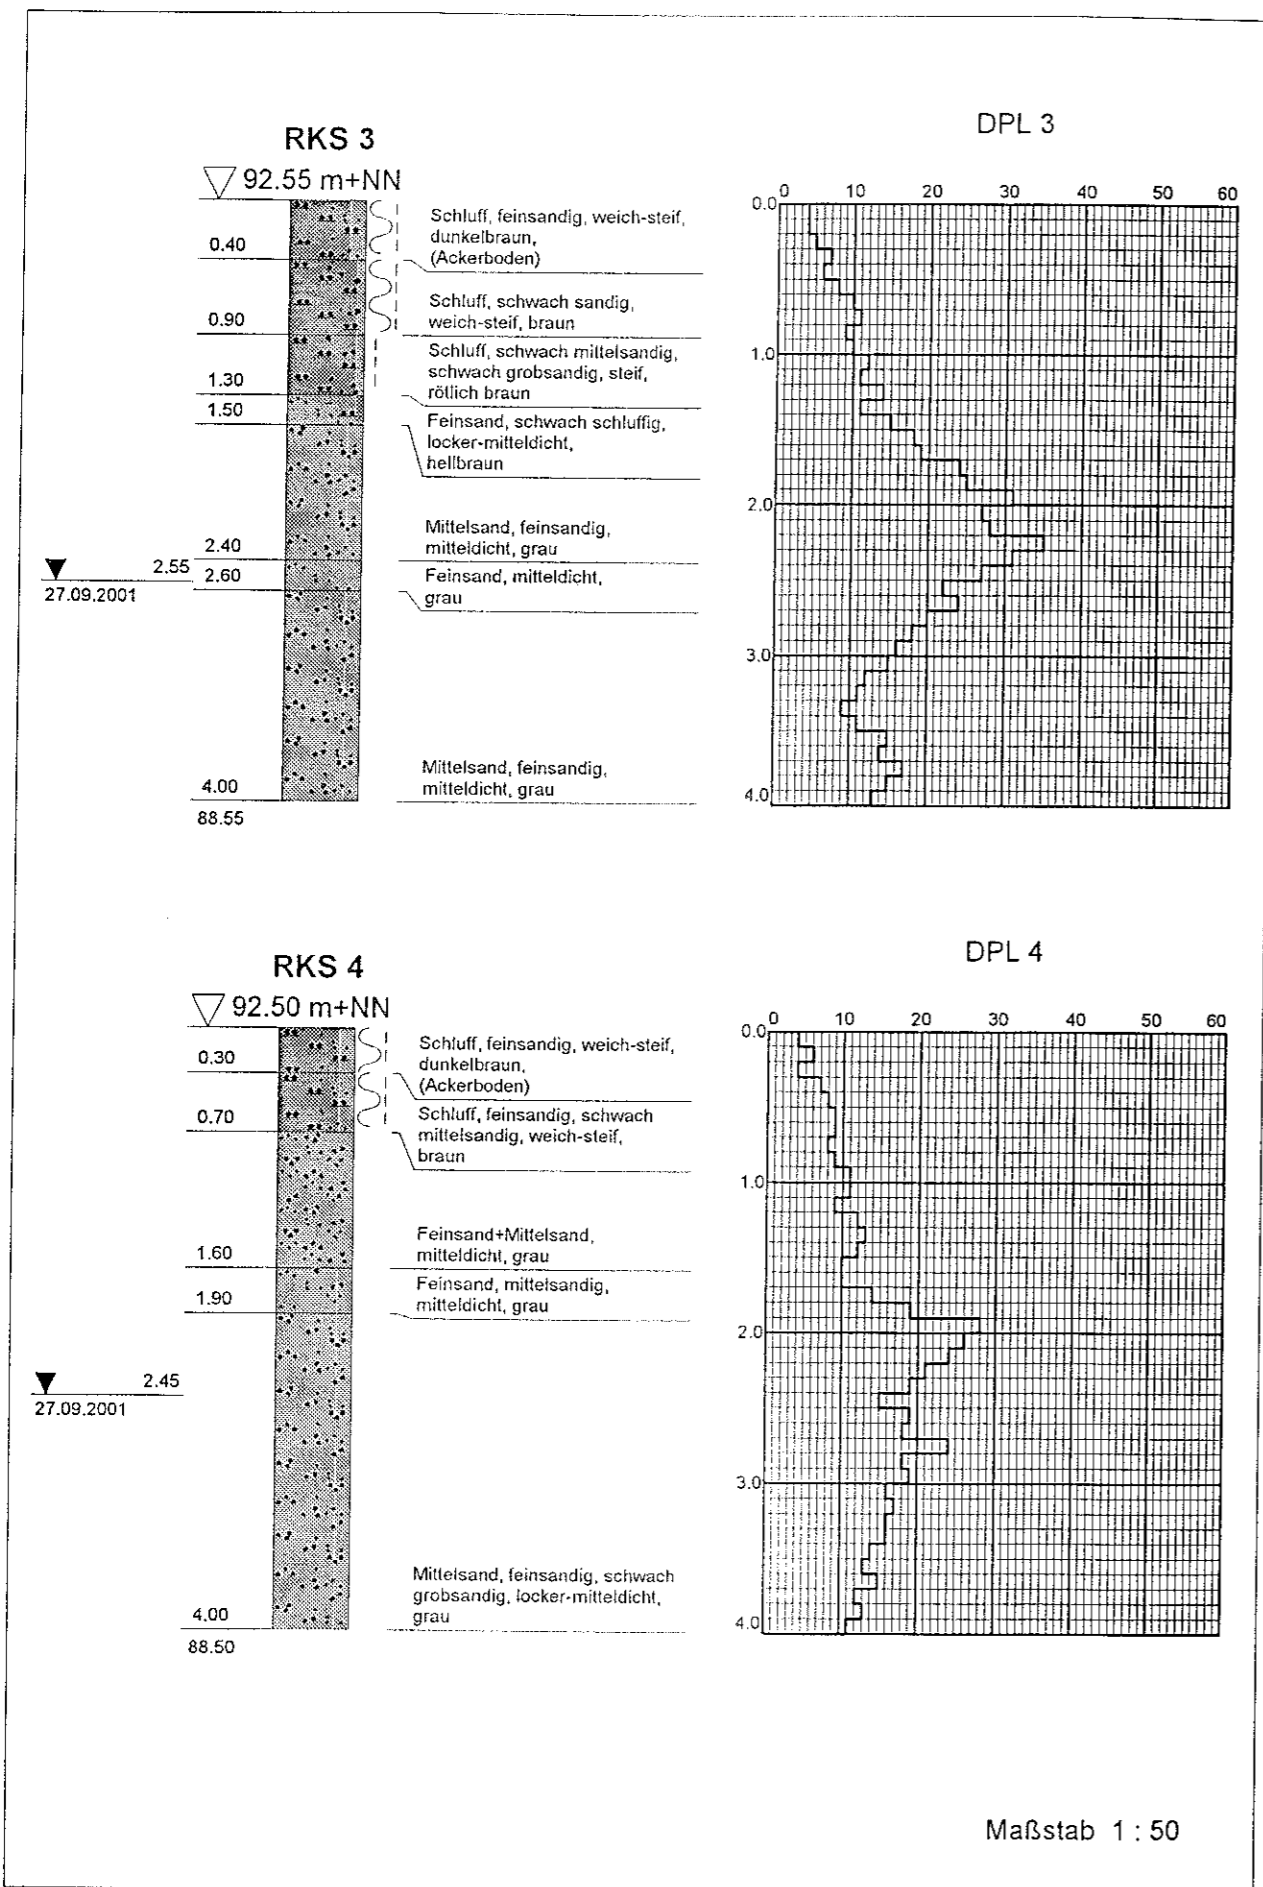 RKS 3
92.55 m+NN
0.40
0.90
1.30
1.50
2.40
2.55
2.60
27.09.2001
4.00
88.55
Schluff, feinsandig, weich-steif,
dunkelbraun,
(Ackerboden)
Schluff, schwach sandig,
weich-steif, braun
Schluff, schwach mittelsandig,
schwach grobsandig, steif,
rötlich braun
Feinsand, schwach schluffig,
locker-mitteldicht,
hellbraun
Mittelsand, feinsandig,
mitteldicht, grau
Feinsand, mitteldicht,
grau
Mittelsand, feinsandig,
mitteldicht, grau
DPL 3
0 10 20 30 40 50 60
0.0
1.0
2.0
3.0
4.0
RKS 4
92.50 m+NN
0.30
0.70
1.60
1.90
2.45
27.09.2001
4.00
88.50
Schluff, feinsandig, weich-steif,
dunkelbraun,
(Ackerboden)
Schluff, feinsandig, schwach
mittelsandig, weich-steif,
braun
Feinsand+Mittelsand,
mitteldicht, grau
Feinsand, mittelsandig,
mitteldicht, grau
Mittelsand, feinsandig, schwach
grobsandig, locker-mitteldicht,
grau
DPL 4
0 10 20 30 40 50 60
0.0
1.0
2.0
3.0
4.0
Maßstab 1 : 50